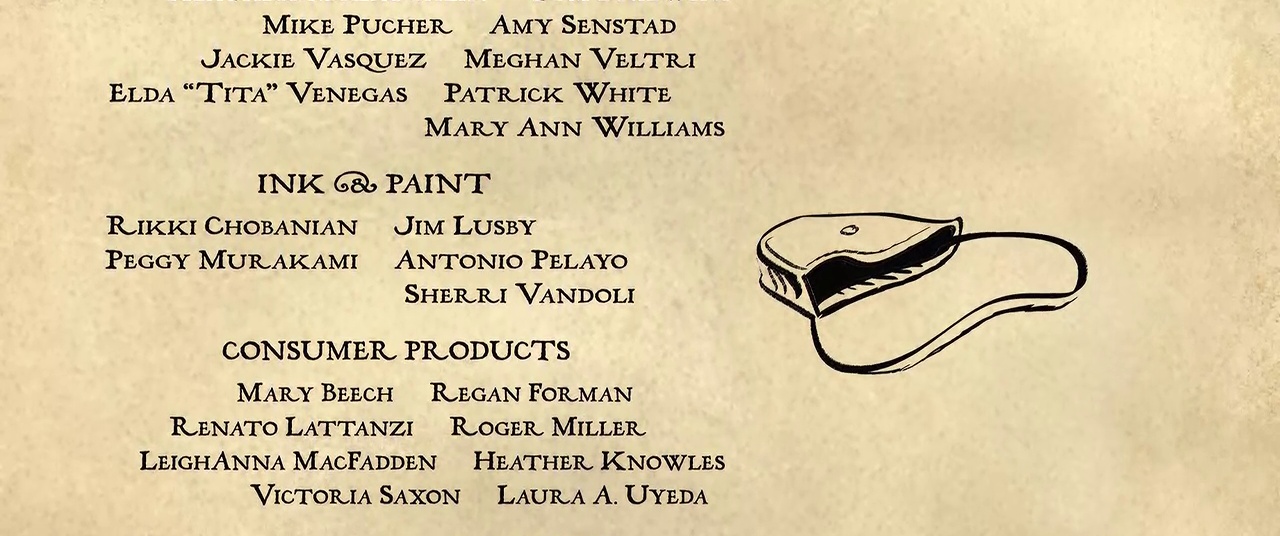 Mike Pucher Amy Senstad
Jackie Vasquez Meghan Veltri
Elda “Tita” Venegas Patrick White
Mary Ann Williams
INK & PAINT
Rikki Chobanian Jim Lusby
Peggy Murakami Antonio Pelayo
Sherri Vandoli
CONSUMER PRODUCTS
Mary Beech Regan Forman
Renato Lattanzi Roger Miller
LeighAnna MacFadden Heather Knowles
Victoria Saxon Laura A. Uyeda